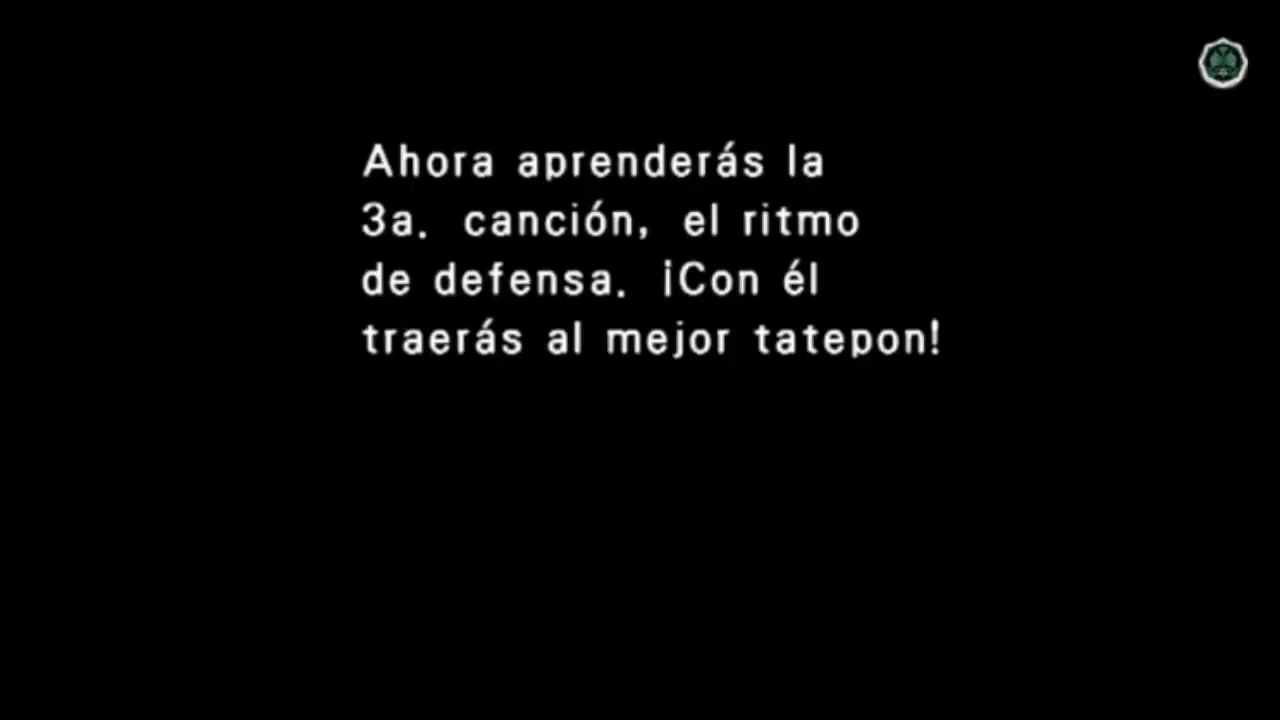 Ahora aprenderás la
3a. canción, el ritmo
de defensa. ¡Con él
traerás al mejor tatepon!